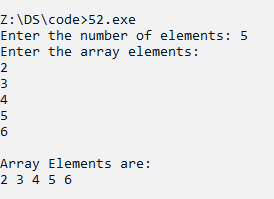 Z:\DS\code>52.exe
Enter the number of elements: 5
Enter the array elements:
2
3
4
5
6
Array Elements are:
2 3 4 5 6